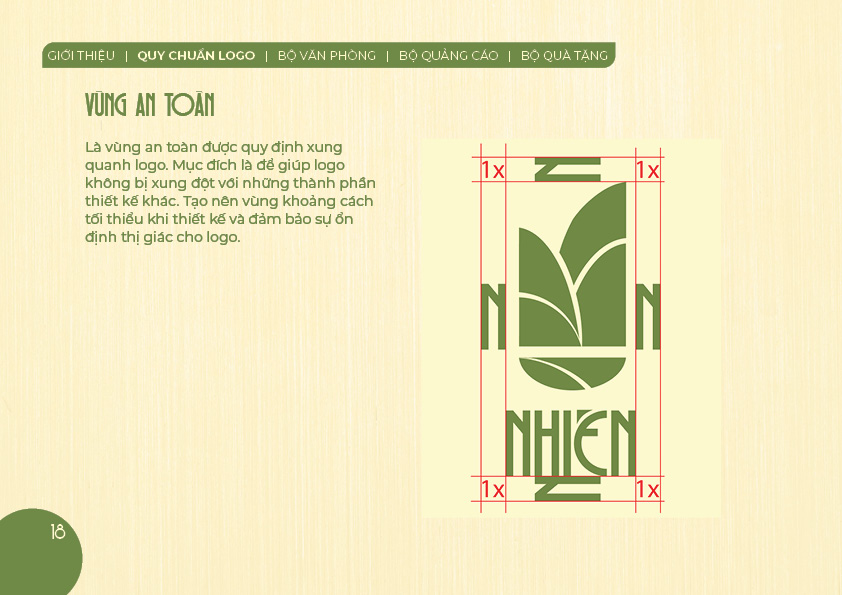 GIỚI THIỆU | QUY CHUẨN LOGO | BỘ VĂN PHÒNG | BỘ QUẢNG CÁO | BỘ QUÀ TẶNG
VÙNG AN TOÀN
Là vùng an toàn được quy định xung
quanh logo. Mục đích là để giúp logo
không bị xung đột với những thành phần
thiết kế khác. Tạo nên vùng khoảng cách
tối thiểu khi thiết kế và đảm bảo sự ổn
định thị giác cho logo.
1x N 1x
N N
NHIÊN
1x N 1x
18